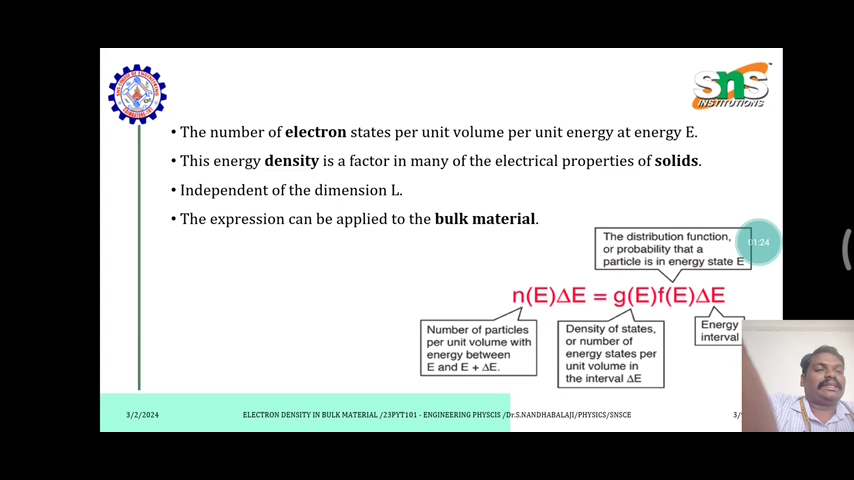 SNS
INSTITUTIONS
• The number of electron states per unit volume per unit energy at energy E.
• This energy density is a factor in many of the electrical properties of solids.
• Independent of the dimension L.
• The expression can be applied to the bulk material.
The distribution function,
or probability that a
particle is in energy state E
01:24
n(E)ΔE = g(E)f(E)ΔE
Number of particles
per unit volume with
energy between
E and E + ΔE.
Density of states,
or number of
energy states per
unit volume in
the interval ΔE
Energy
interval
3/2/2024
ELECTRON DENSITY IN BULK MATERIAL /23PYT101 - ENGINEERING PHYSCIS /Dr.S.NANDHABALAJI/PHYSICS/SNSCE
3/